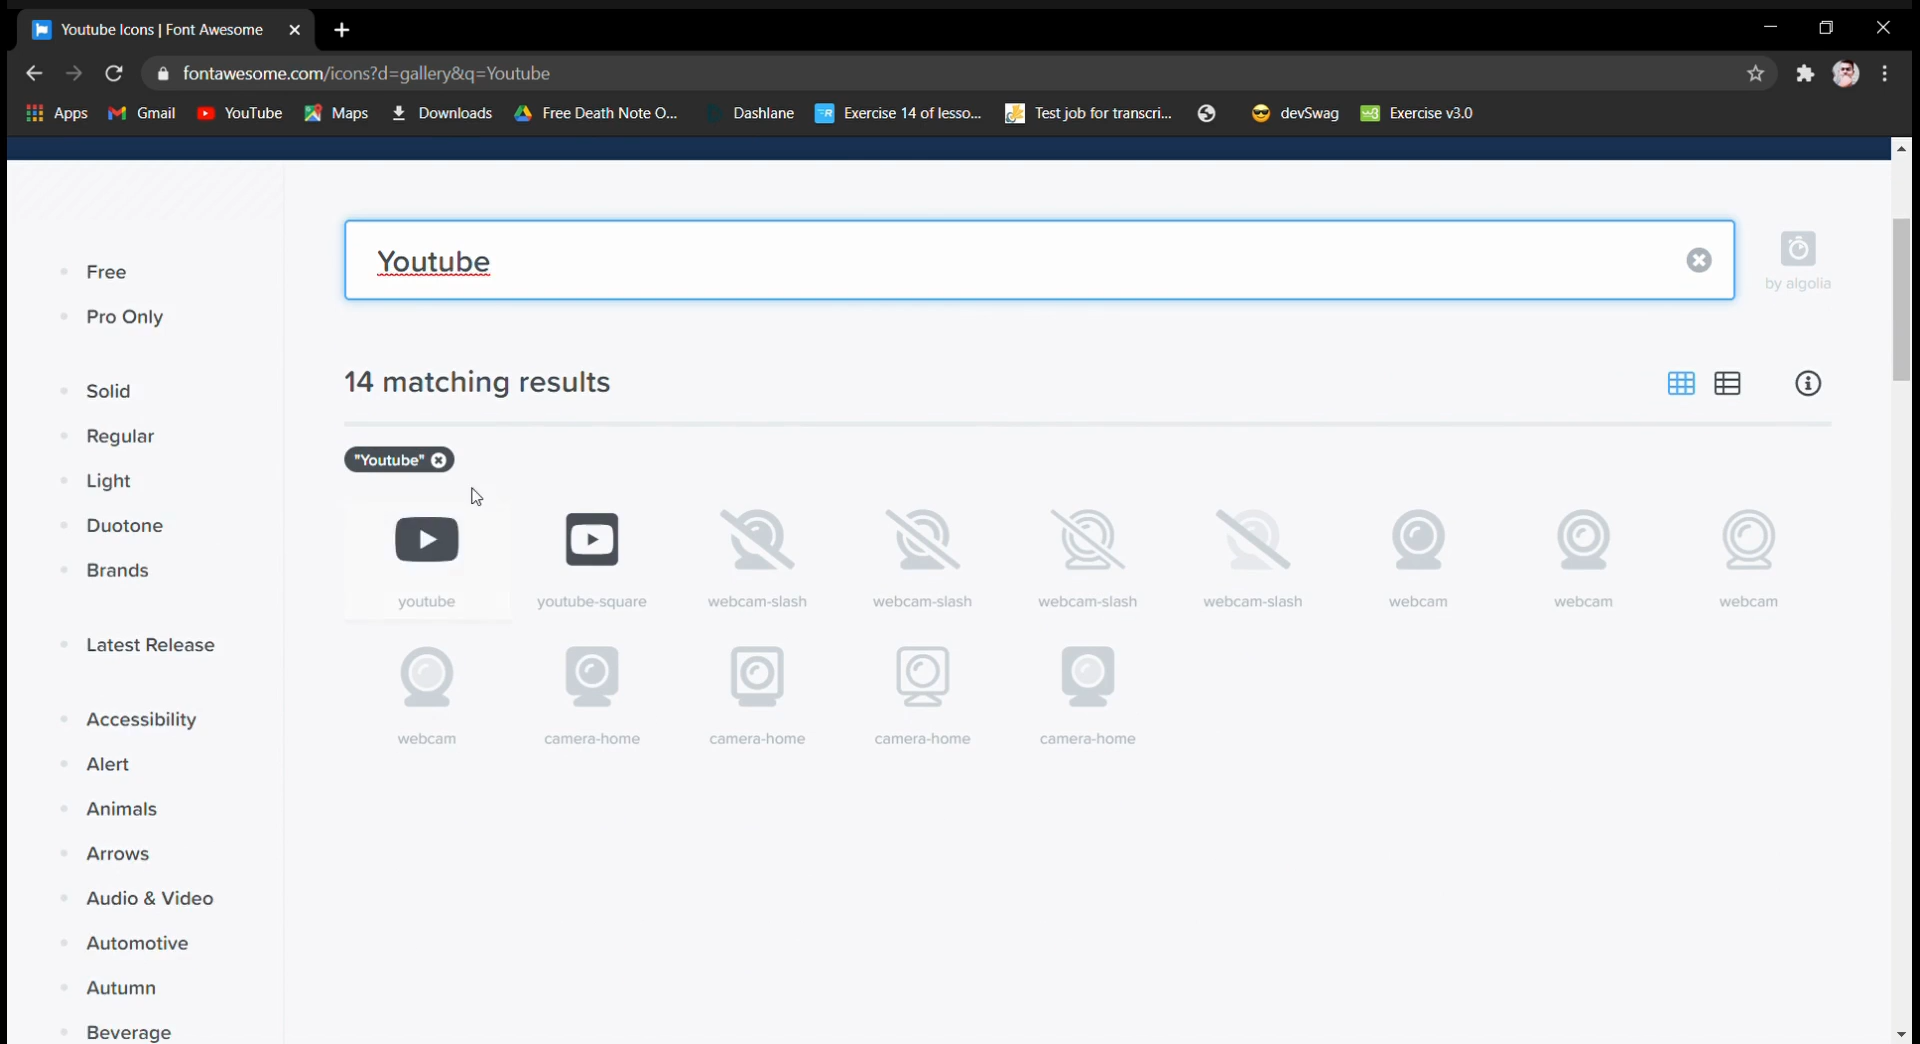 Youtube Icons | Font Awesome
fontawesome.com/icons?d=gallery&q=Youtube
Apps Gmail YouTube Maps Downloads Free Death Note O... Dashlane Exercise 14 of lesso... Test job for transcri... devSwag Exercise v3.0
Youtube
by algolia
Free
Pro Only
Solid
Regular
Light
Duotone
Brands
Latest Release
Accessibility
Alert
Animals
Arrows
Audio & Video
Automotive
Autumn
Beverage
14 matching results
"Youtube"
youtube youtube-square webcam-slash webcam-slash webcam-slash webcam-slash webcam webcam webcam
webcam camera-home camera-home camera-home camera-home